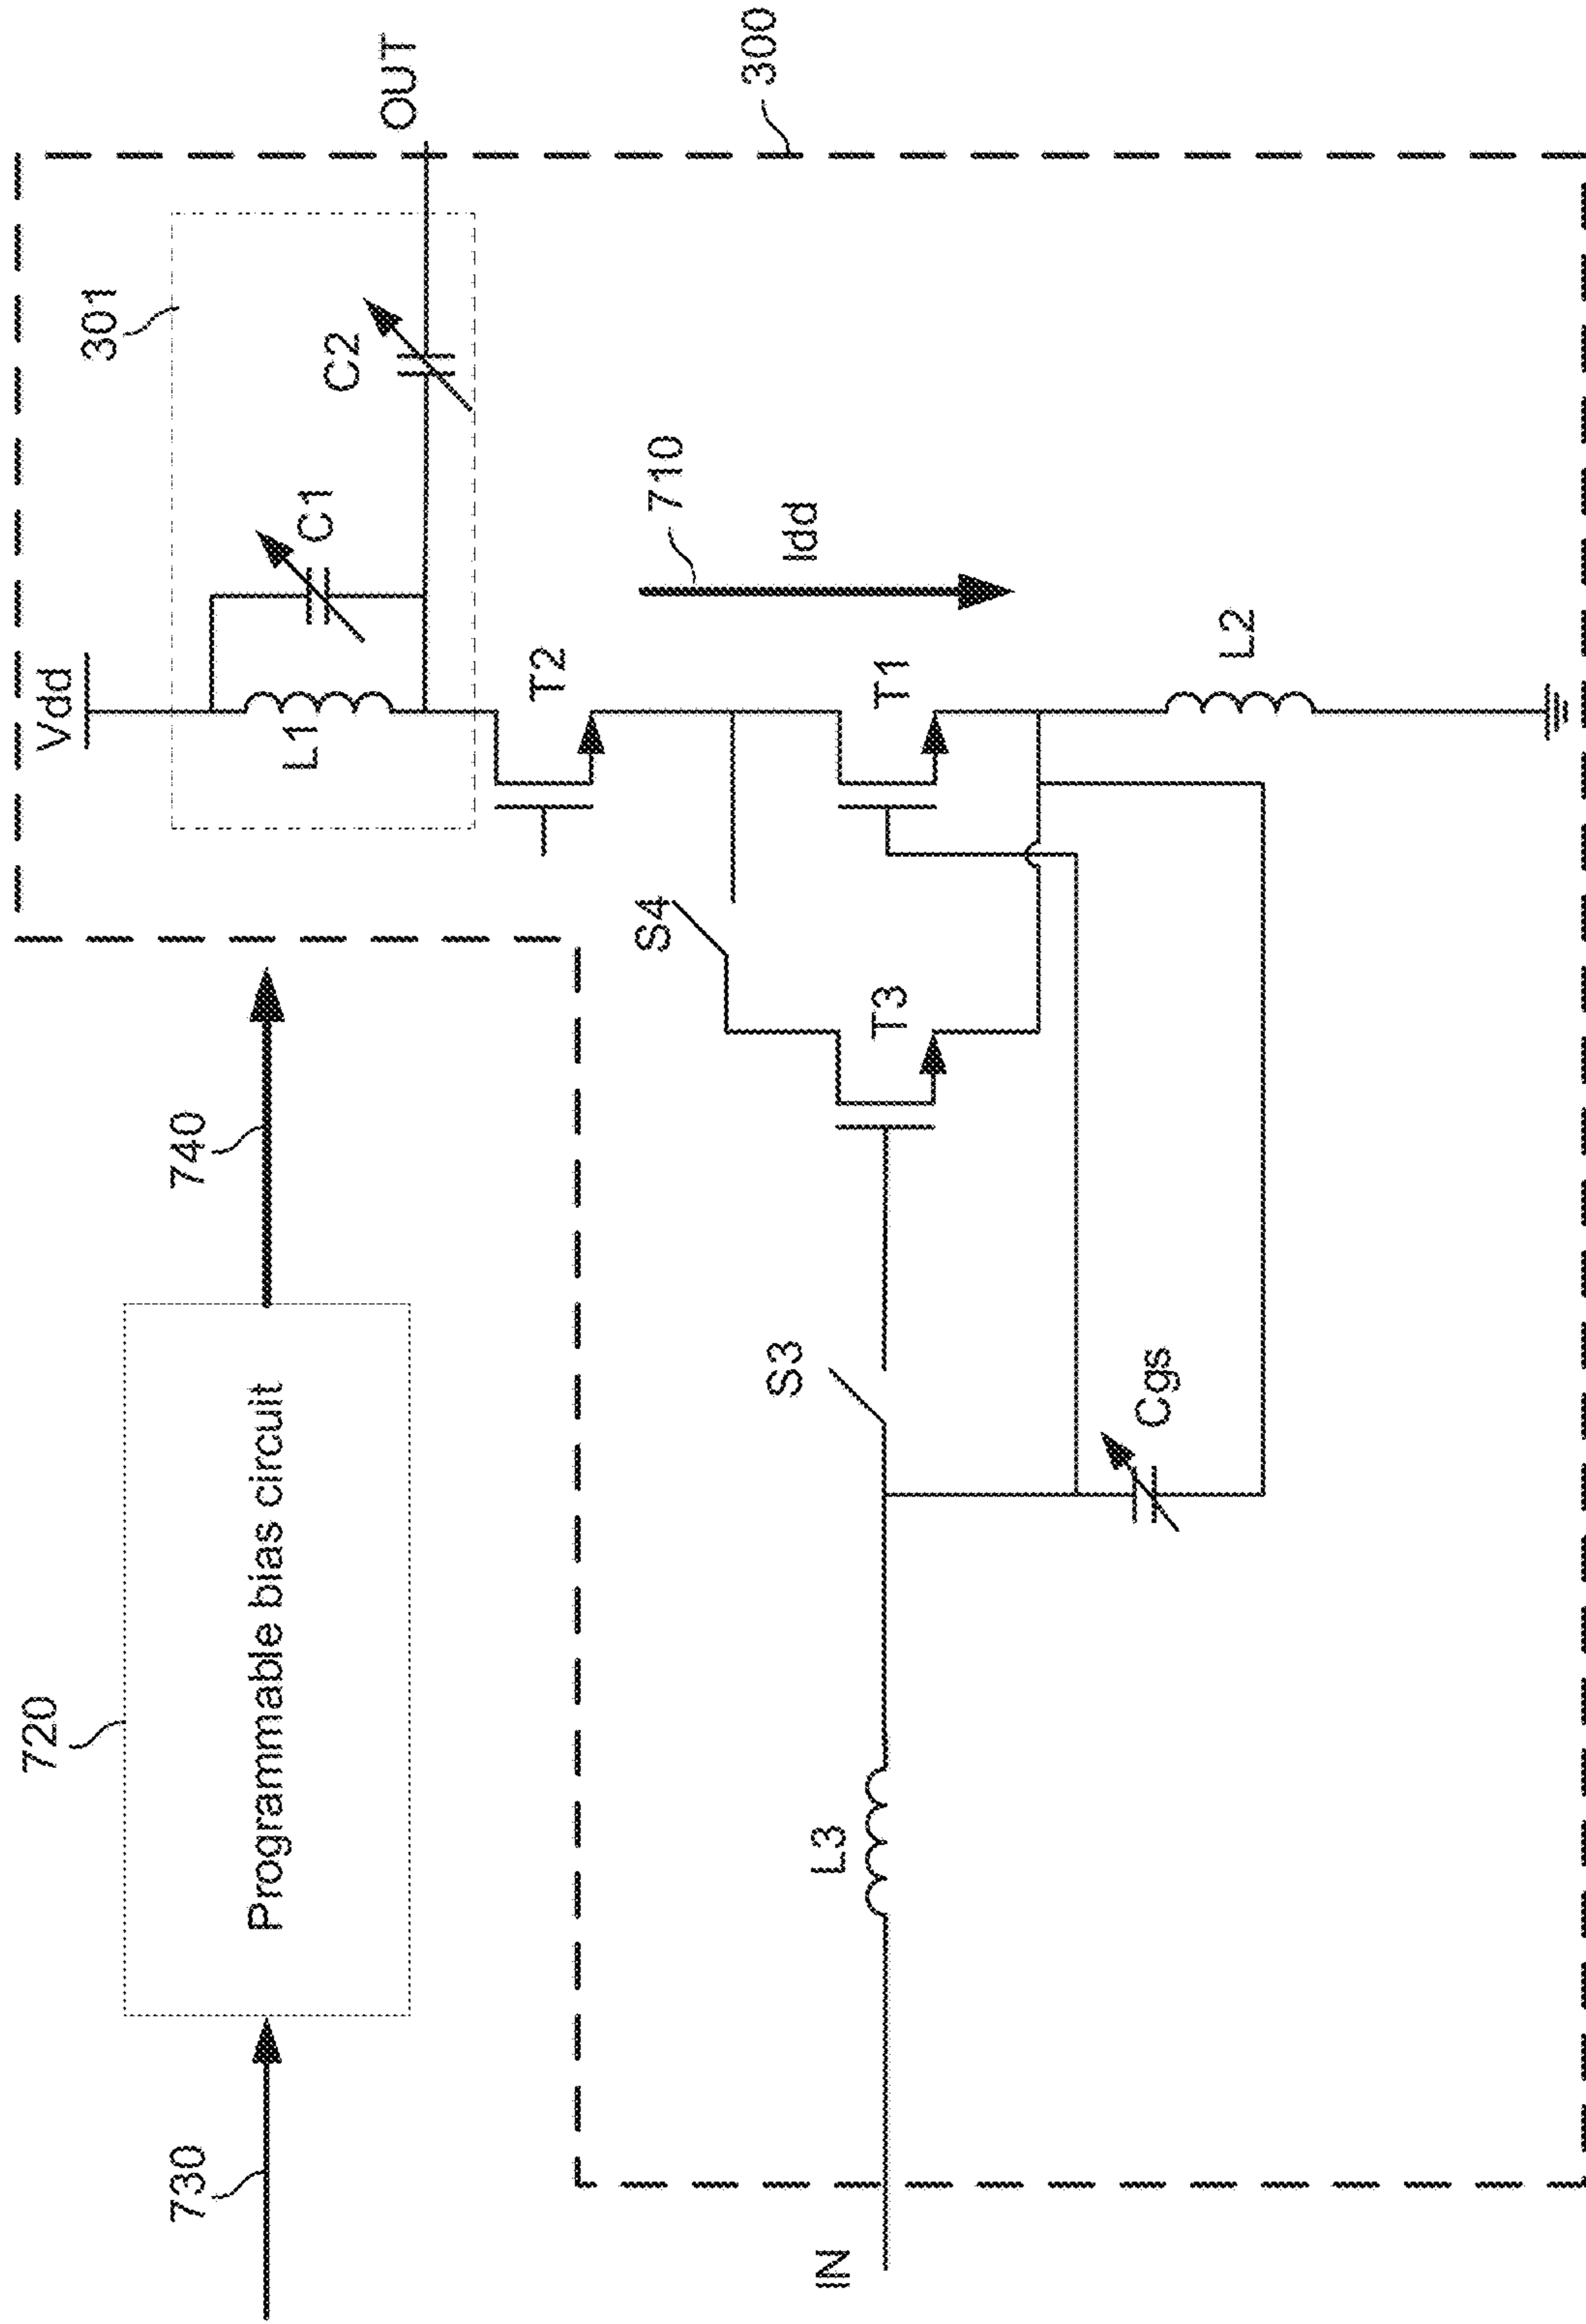 720
730
Programmable bias circuit
740
Vdd
301
L1
C1
C2
OUT
T2
710
Idd
300
S4
T3
T1
S3
L3
IN
Cgs
L2